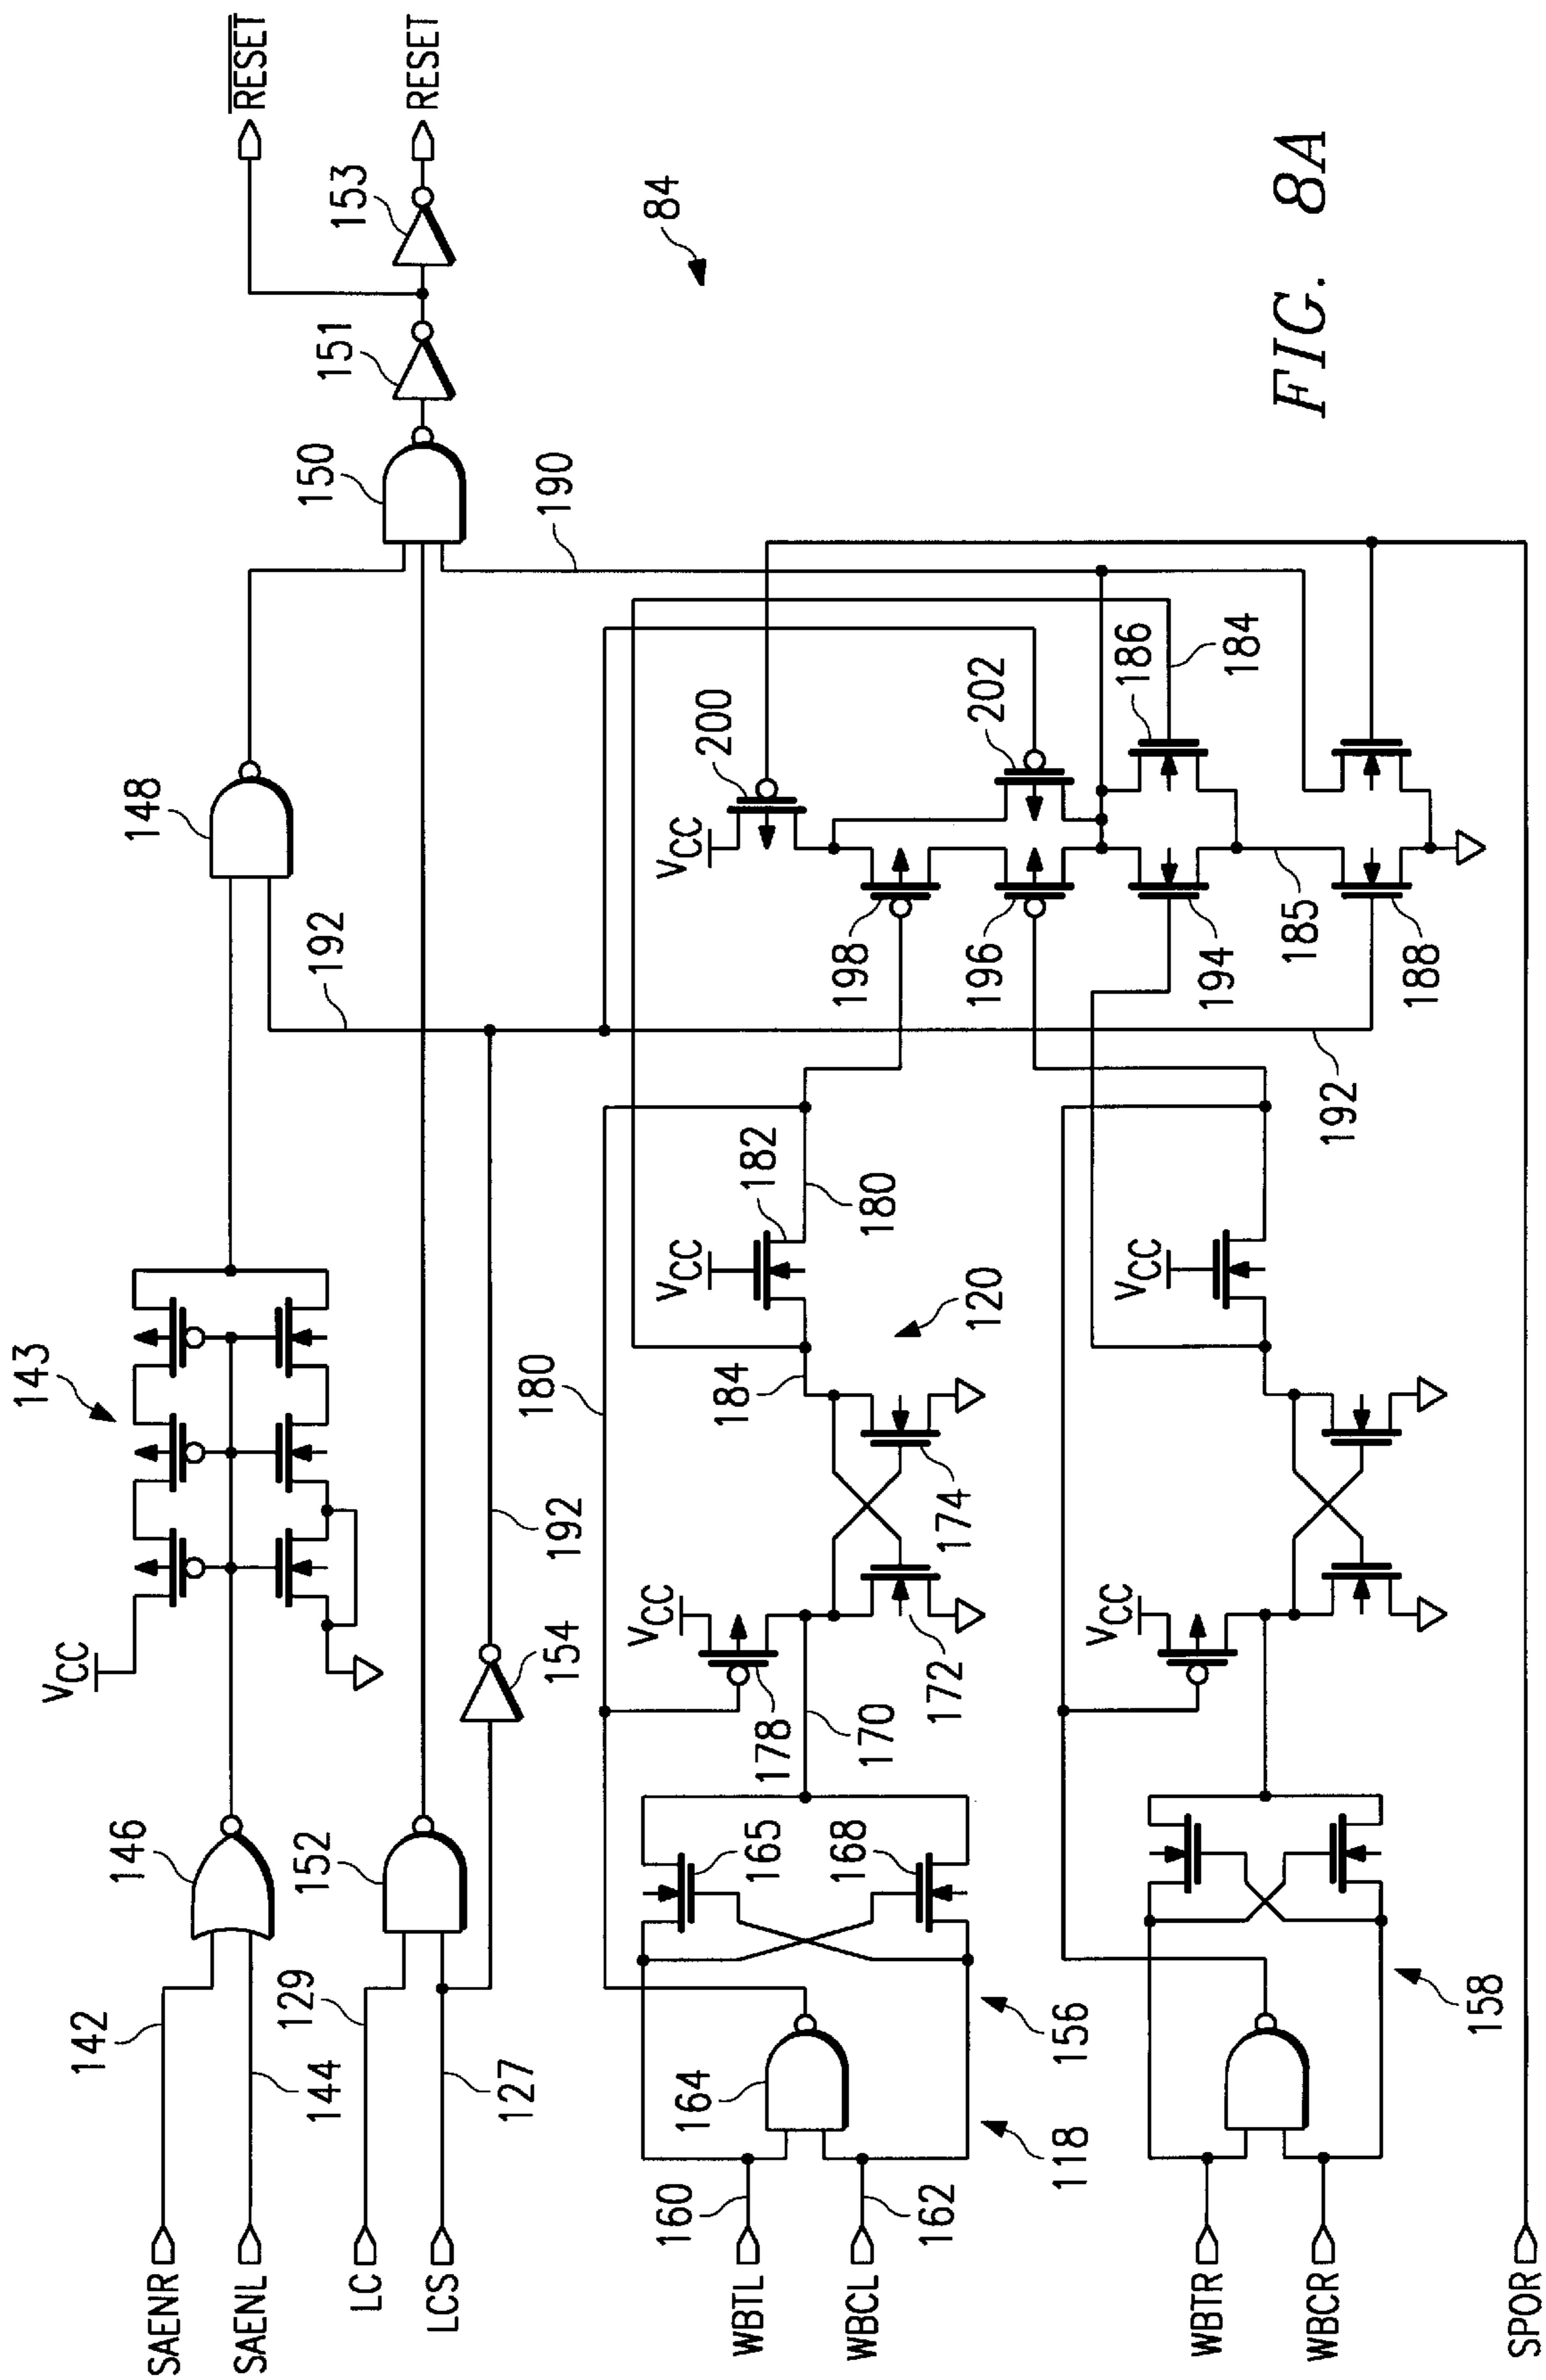 SAENR
SAENL
LC
LCS
WBTL
WBCL
WBTR
WBCR
SPOR
142
144
129
127
160
162
164
118
156
158
146
152
154
165
168
170
178
172
174
VCC
VCC
VCC
VCC
VCC
VCC
143
192
180
184
120
182
180
192
192
148
198
196
194
185
188
200
202
186
184
190
150
151
153
84
RESET
RESET
FIG. 8A